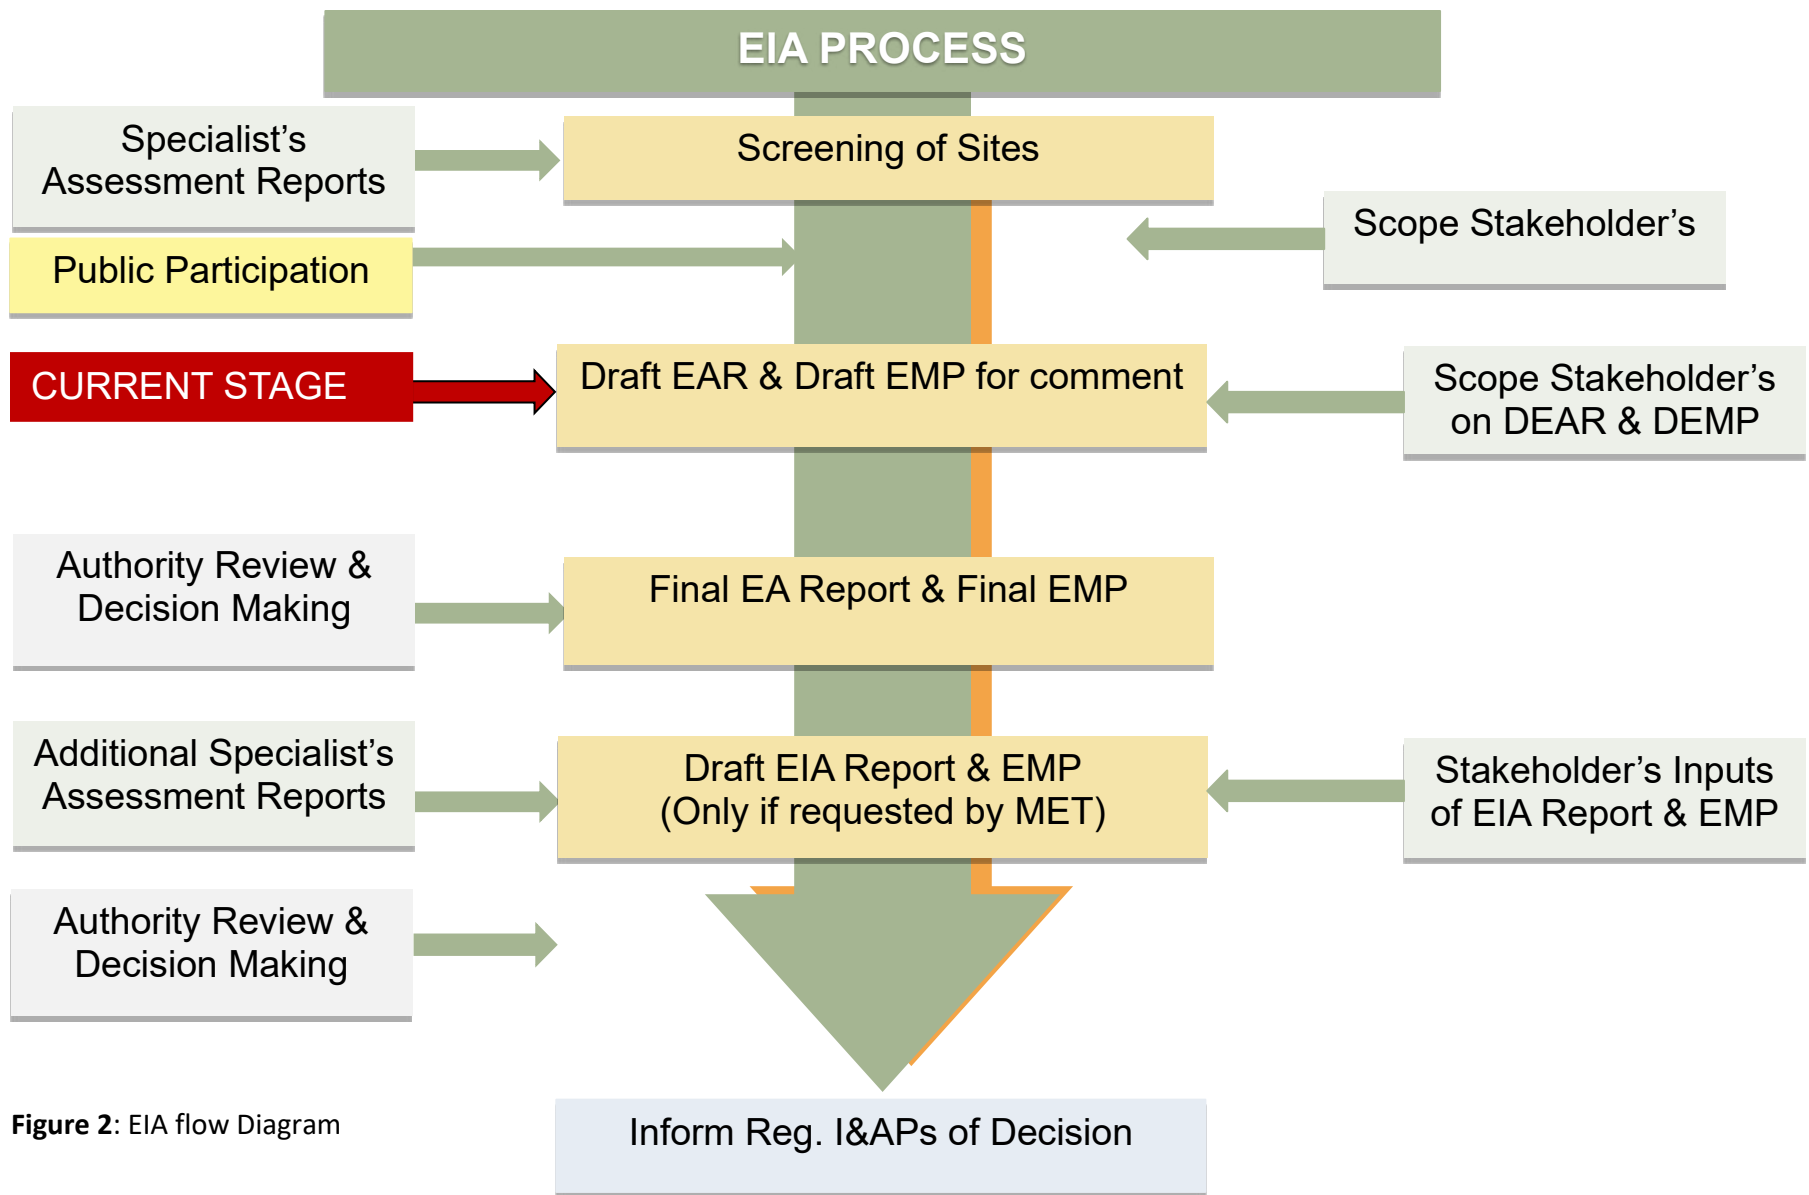 EIA PROCESS
Specialist’s
Assessment Reports
Screening of Sites
Scope Stakeholder’s
Public Participation
CURRENT STAGE
Draft EAR & Draft EMP for comment
Scope Stakeholder’s
on DEAR & DEMP
Authority Review &
Decision Making
Final EA Report & Final EMP
Additional Specialist’s
Assessment Reports
Draft EIA Report & EMP
(Only if requested by MET)
Stakeholder’s Inputs
of EIA Report & EMP
Authority Review &
Decision Making
Figure 2: EIA flow Diagram
Inform Reg. I&APs of Decision